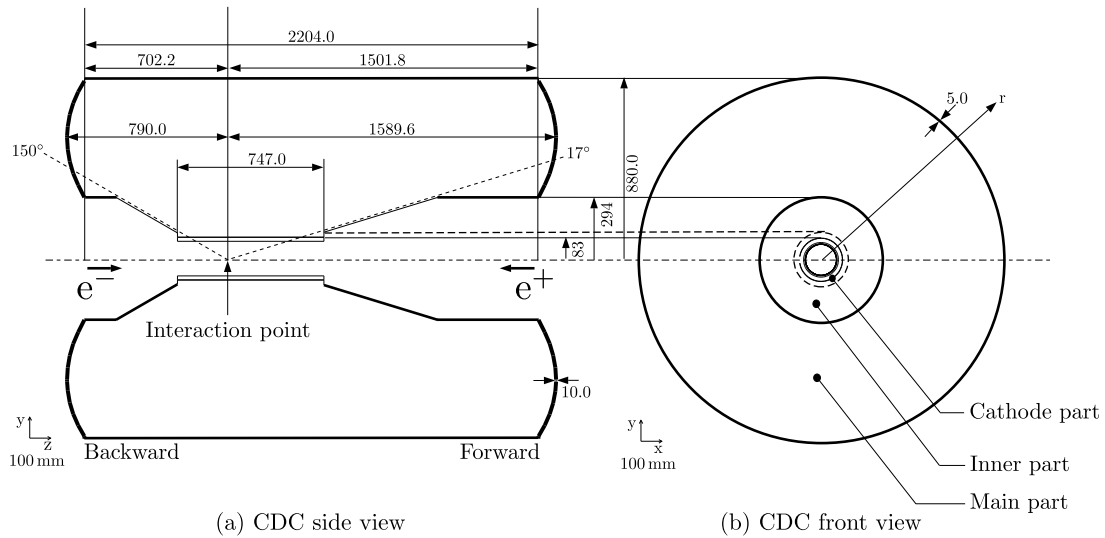 2204.0
702.2
1501.8
790.0
1589.6
150°
17°
747.0
880.0
294
83
5.0
r
e−
e+
Interaction point
10.0
Cathode part
Inner part
Main part
y
z
100 mm
Backward
Forward
y
x
100 mm
(a) CDC side view
(b) CDC front view